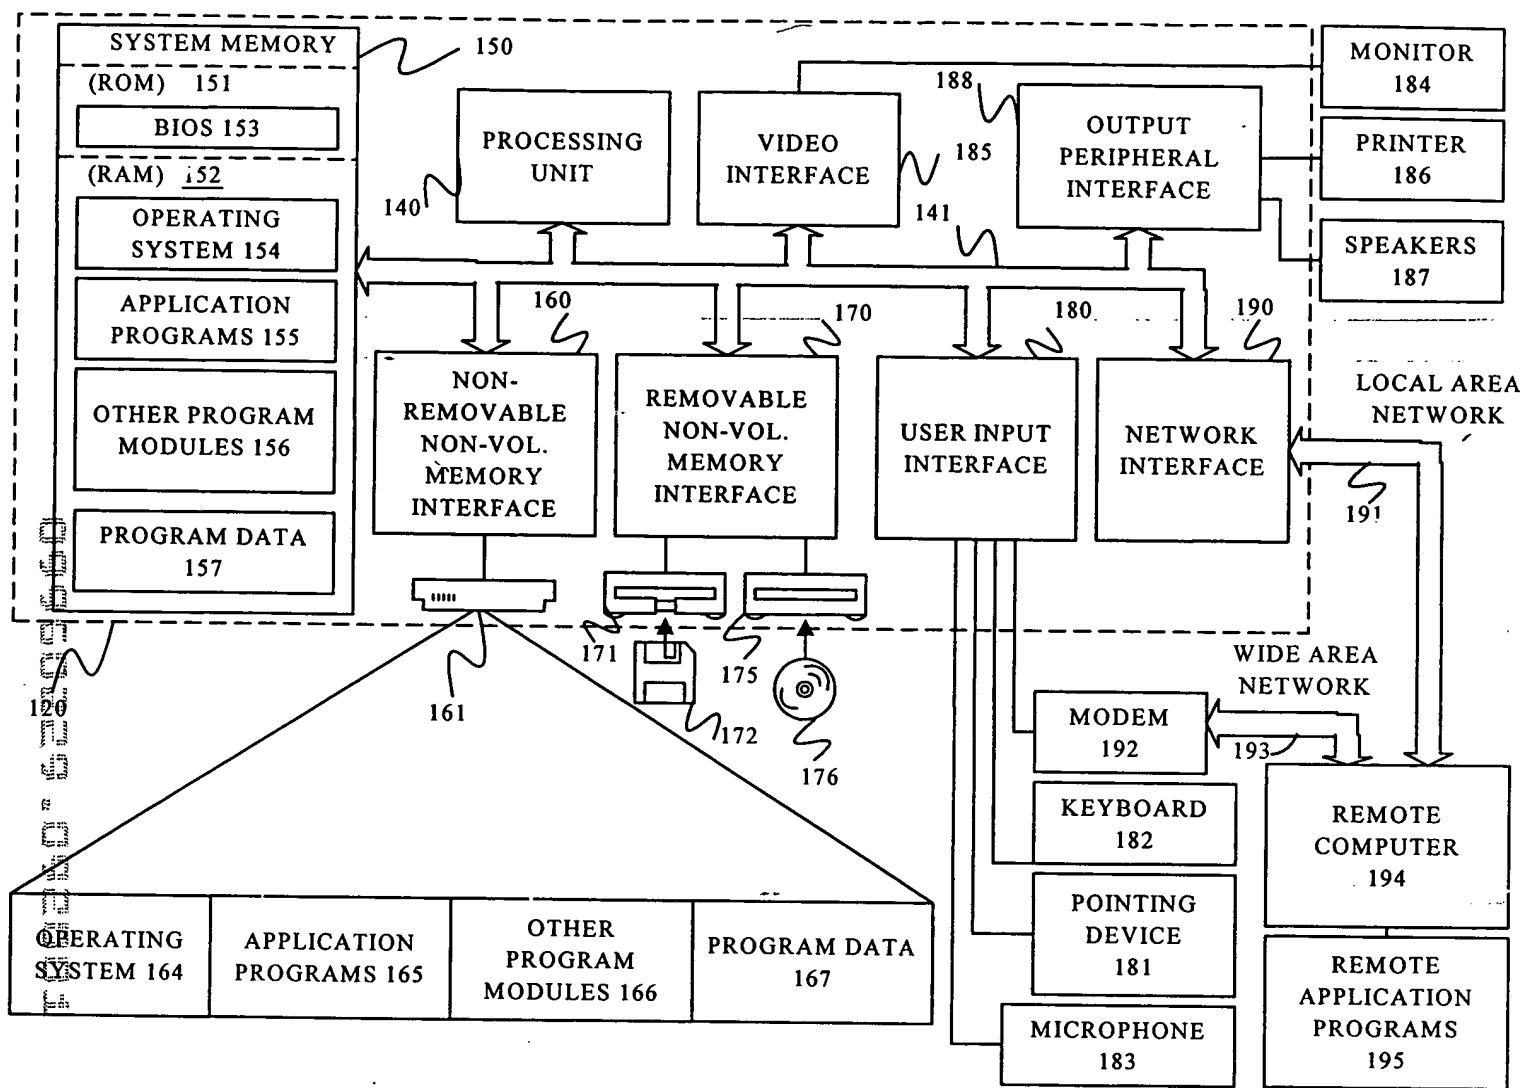 SYSTEM MEMORY
150
(ROM) 151
BIOS 153
(RAM) 152
OPERATING
SYSTEM 154
APPLICATION
PROGRAMS 155
OTHER PROGRAM
MODULES 156
PROGRAM DATA
157
PROCESSING
UNIT
140
VIDEO
INTERFACE
185
188
OUTPUT
PERIPHERAL
INTERFACE
141
MONITOR
184
PRINTER
186
SPEAKERS
187
160
NON-
REMOVABLE
NON-VOL.
MEMORY
INTERFACE
170
REMOVABLE
NON-VOL.
MEMORY
INTERFACE
180
USER INPUT
INTERFACE
190
NETWORK
INTERFACE
LOCAL AREA
NETWORK
191
120
161
171
172
175
176
WIDE AREA
NETWORK
MODEM
192
193
KEYBOARD
182
POINTING
DEVICE
181
MICROPHONE
183
REMOTE
COMPUTER
194
REMOTE
APPLICATION
PROGRAMS
195
OPERATING
SYSTEM 164
APPLICATION
PROGRAMS 165
OTHER
PROGRAM
MODULES 166
PROGRAM DATA
167